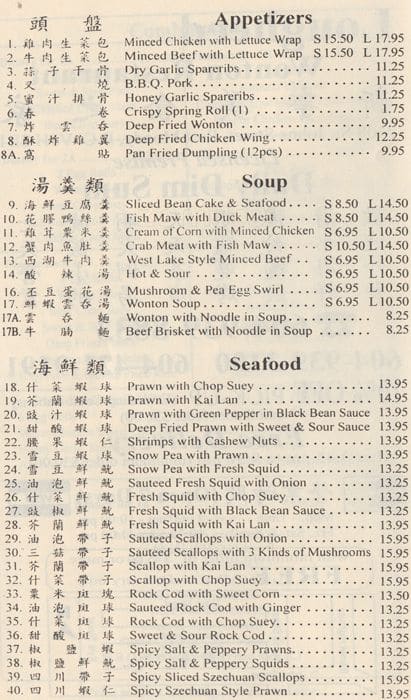 頭盤 Appetizers
1. 雞肉生菜包 Minced Chicken with Lettuce Wrap S 15.50 L 17.95
2. 牛肉生菜包 Minced Beef with Lettuce Wrap S 15.50 L 17.95
3. 蒜子干骨 Dry Garlic Spareribs 11.25
4. 叉燒 B.B.Q. Pork 11.25
5. 蜜汁排骨 Honey Garlic Spareribs 11.25
6. 春卷 Crispy Spring Roll (1) 1.75
7. 炸雲吞 Deep Fried Wonton 9.95
8. 酥炸雞翼 Deep Fried Chicken Wing 12.25
8A. 窩貼 Pan Fried Dumpling (12pcs) 9.95
湯羹類 Soup
9. 海鮮豆腐羹 Sliced Bean Cake & Seafood S 8.50 L 14.50
10. 花膠鴨絲羹 Fish Maw with Duck Meat S 8.50 L 14.50
11. 雞茸粟米羹 Cream of Corn with Minced Chicken S 6.95 L 10.50
12. 蟹肉魚肚羹 Crab Meat with Fish Maw S 10.50 L 14.50
13. 西湖牛肉羹 West Lake Style Minced Beef S 6.95 L 10.50
14. 酸辣湯 Hot & Sour S 6.95 L 10.50
16. 豆蛋花湯 Mushroom & Pea Egg Swirl S 6.95 L 10.50
17. 鮮蝦雲吞湯 Wonton Soup S 6.95 L 10.50
17A. 雲吞麵 Wonton with Noodle in Soup 8.25
17B. 牛腩麵 Beef Brisket with Noodle in Soup 8.25
海鮮類 Seafood
18. 什菜蝦球 Prawn with Chop Suey 13.95
19. 芥蘭蝦球 Prawn with Kai Lan 14.95
20. 豉汁蝦球 Prawn with Green Pepper in Black Bean Sauce 13.95
21. 甜酸蝦球 Deep Fried Prawn with Sweet & Sour Sauce 13.95
22. 腰果蝦仁 Shrimps with Cashew Nuts 13.95
23. 雪豆蝦球 Snow Pea with Prawn 13.95
24. 雪豆鮮魷 Snow Pea with Fresh Squid 13.25
25. 油泡鮮魷 Sauteed Fresh Squid with Onion 13.25
26. 什菜鮮魷 Fresh Squid with Chop Suey 13.25
27. 豉椒鮮魷 Fresh Squid with Black Bean Sauce 13.25
28. 芥蘭鮮魷 Fresh Squid with Kai Lan 13.95
29. 油泡帶子 Sauteed Scallops with Onion 15.95
30. 三菇帶子 Sauteed Scallops with 3 Kinds of Mushrooms 15.95
31. 芥蘭帶子 Scallop with Kai Lan 15.95
32. 什菜帶子 Scallop with Chop Suey 15.95
33. 粟米斑塊 Rock Cod with Sweet Corn 13.50
34. 油泡斑球 Sauteed Rock Cod with Ginger 13.25
35. 什菜斑球 Rock Cod with Chop Suey 13.25
36. 甜酸斑球 Sweet & Sour Rock Cod 13.25
37. 椒鹽蝦 Spicy Salt & Peppery Prawns 13.25
38. 椒鹽鮮魷 Spicy Salt & Peppery Squids 13.25
39. 四川帶子 Spicy Sliced Szechuan Scallops 15.95
40. 四川蝦仁 Spicy Szechuan Style Prawn 13.95